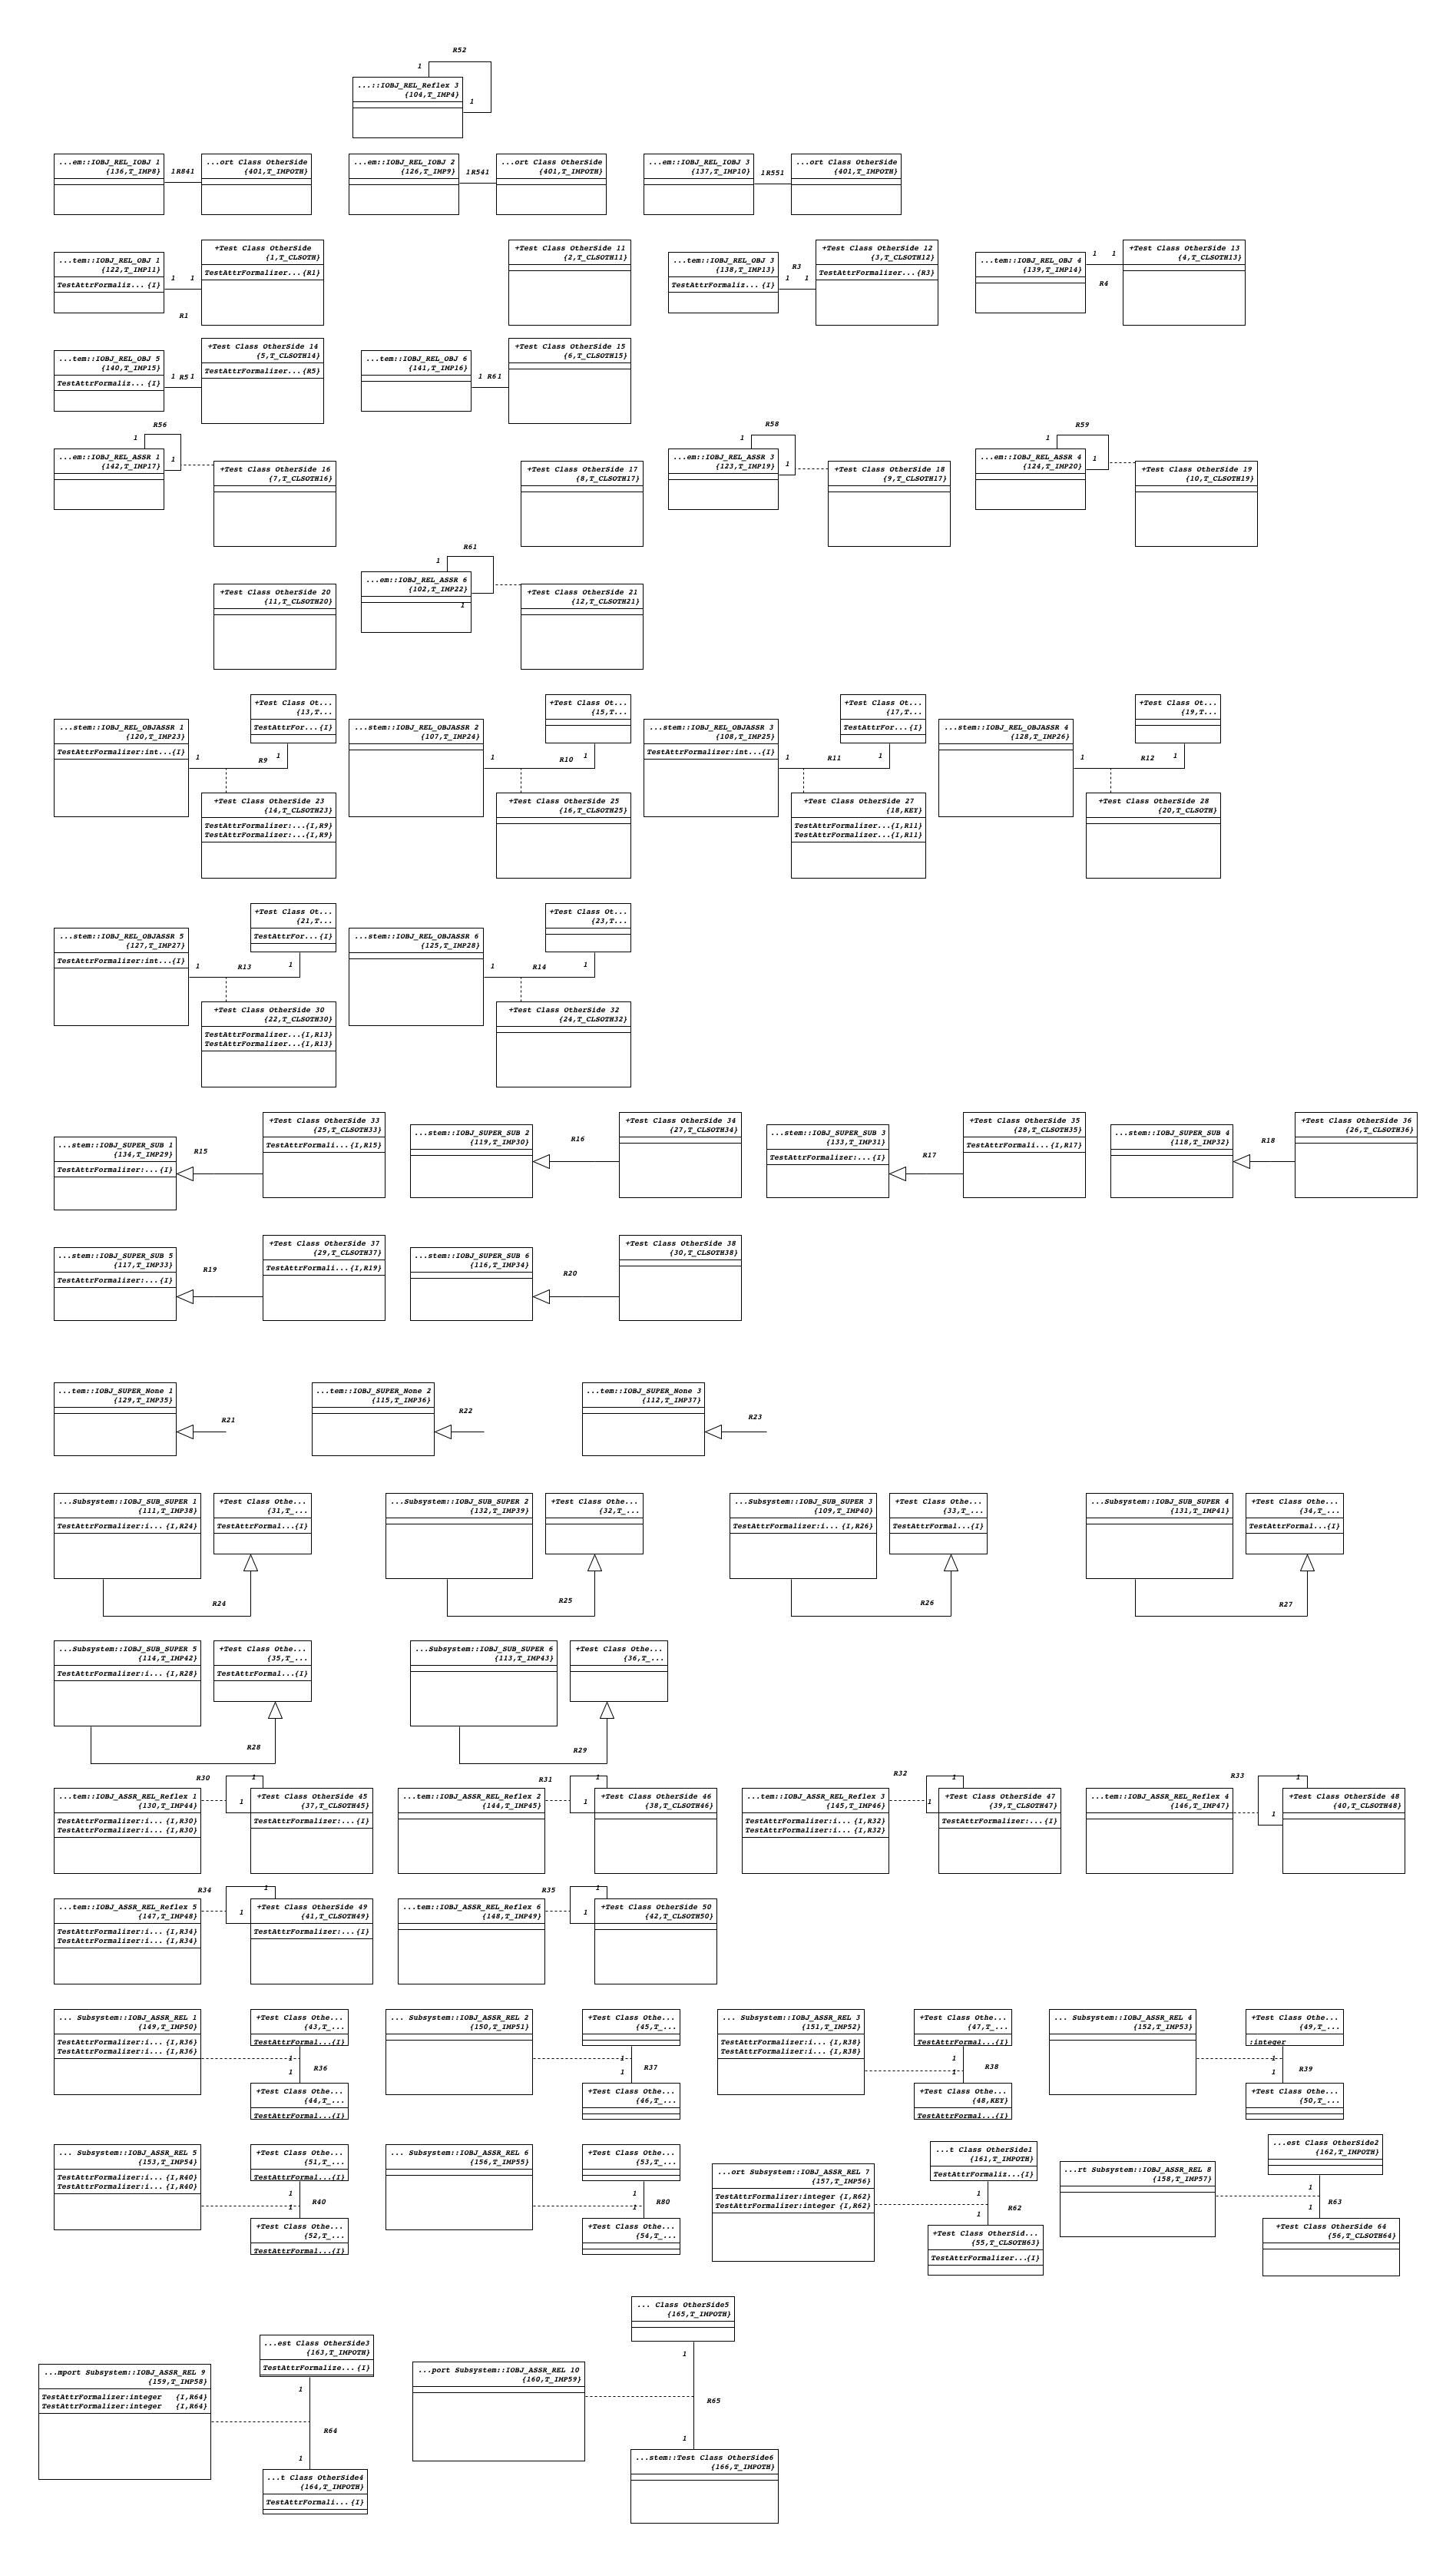 R52
1
...::IOBJ_REL_Reflex 3
{104,T_IMP4}
1
...em::IOBJ_REL_IOBJ 1
{136,T_IMP8}
1R841
...ort Class OtherSide
{401,T_IMPOTH}
...em::IOBJ_REL_IOBJ 2
{126,T_IMP9}
1R541
...ort Class OtherSide
{401,T_IMPOTH}
...em::IOBJ_REL_IOBJ 3
{137,T_IMP10}
1R551
...ort Class OtherSide
{401,T_IMPOTH}
...tem::IOBJ_REL_OBJ 1
{122,T_IMP11}
TestAttrFormaliz... {I}
1 1
R1
+Test Class OtherSide
{1,T_CLSOTH}
TestAttrFormalizer... {R1}
+Test Class OtherSide 11
{2,T_CLSOTH11}
...tem::IOBJ_REL_OBJ 3
{138,T_IMP13}
TestAttrFormaliz... {I}
R3
1 1
+Test Class OtherSide 12
{3,T_CLSOTH12}
TestAttrFormalizer... {R3}
...tem::IOBJ_REL_OBJ 4
{139,T_IMP14}
1 1
R4
+Test Class OtherSide 13
{4,T_CLSOTH13}
...tem::IOBJ_REL_OBJ 5
{140,T_IMP15}
TestAttrFormaliz... {I}
1 R5 1
+Test Class OtherSide 14
{5,T_CLSOTH14}
TestAttrFormalizer... {R5}
...tem::IOBJ_REL_OBJ 6
{141,T_IMP16}
1 R61
+Test Class OtherSide 15
{6,T_CLSOTH15}
R56
1
...em::IOBJ_REL_ASSR 1
{142,T_IMP17}
1
+Test Class OtherSide 16
{7,T_CLSOTH16}
+Test Class OtherSide 17
{8,T_CLSOTH17}
R58
1
...em::IOBJ_REL_ASSR 3
{123,T_IMP19}
1
+Test Class OtherSide 18
{9,T_CLSOTH17}
R59
1
...em::IOBJ_REL_ASSR 4
{124,T_IMP20}
1
+Test Class OtherSide 19
{10,T_CLSOTH19}
+Test Class OtherSide 20
{11,T_CLSOTH20}
R61
1
...em::IOBJ_REL_ASSR 6
{102,T_IMP22}
1
+Test Class OtherSide 21
{12,T_CLSOTH21}
...stem::IOBJ_REL_OBJASSR 1
{120,T_IMP23}
TestAttrFormalizer:int...{I}
1
R9
1
+Test Class Ot...
{13,T...
TestAttrFor...{I}
+Test Class OtherSide 23
{14,T_CLSOTH23}
TestAttrFormalizer:...{I,R9}
TestAttrFormalizer:...{I,R9}
...stem::IOBJ_REL_OBJASSR 2
{107,T_IMP24}
1
R10
1
+Test Class Ot...
{15,T...
+Test Class OtherSide 25
{16,T_CLSOTH25}
...stem::IOBJ_REL_OBJASSR 3
{108,T_IMP25}
TestAttrFormalizer:int...{I}
1
R11
1
+Test Class Ot...
{17,T...
TestAttrFor...{I}
+Test Class OtherSide 27
{18,KEY}
TestAttrFormalizer...{I,R11}
TestAttrFormalizer...{I,R11}
...stem::IOBJ_REL_OBJASSR 4
{128,T_IMP26}
1
R12
1
+Test Class Ot...
{19,T...
+Test Class OtherSide 28
{20,T_CLSOTH}
...stem::IOBJ_REL_OBJASSR 5
{127,T_IMP27}
TestAttrFormalizer:int...{I}
1
R13
1
+Test Class Ot...
{21,T...
TestAttrFor...{I}
+Test Class OtherSide 30
{22,T_CLSOTH30}
TestAttrFormalizer...{I,R13}
TestAttrFormalizer...{I,R13}
...stem::IOBJ_REL_OBJASSR 6
{125,T_IMP28}
1
R14
1
+Test Class Ot...
{23,T...
+Test Class OtherSide 32
{24,T_CLSOTH32}
...stem::IOBJ_SUPER_SUB 1
{134,T_IMP29}
TestAttrFormalizer:...{I}
R15
+Test Class OtherSide 33
{25,T_CLSOTH33}
TestAttrFormali...{I,R15}
...stem::IOBJ_SUPER_SUB 2
{119,T_IMP30}
R16
+Test Class OtherSide 34
{27,T_CLSOTH34}
...stem::IOBJ_SUPER_SUB 3
{133,T_IMP31}
TestAttrFormalizer:...{I}
R17
+Test Class OtherSide 35
{28,T_CLSOTH35}
TestAttrFormali...{I,R17}
...stem::IOBJ_SUPER_SUB 4
{118,T_IMP32}
R18
+Test Class OtherSide 36
{26,T_CLSOTH36}
...stem::IOBJ_SUPER_SUB 5
{117,T_IMP33}
TestAttrFormalizer:...{I}
R19
+Test Class OtherSide 37
{29,T_CLSOTH37}
TestAttrFormali...{I,R19}
...stem::IOBJ_SUPER_SUB 6
{116,T_IMP34}
R20
+Test Class OtherSide 38
{30,T_CLSOTH38}
...tem::IOBJ_SUPER_None 1
{129,T_IMP35}
R21
...tem::IOBJ_SUPER_None 2
{115,T_IMP36}
R22
...tem::IOBJ_SUPER_None 3
{112,T_IMP37}
R23
...Subsystem::IOBJ_SUB_SUPER 1
{111,T_IMP38}
TestAttrFormalizer:i... {I,R24}
R24
+Test Class Othe...
{31,T_...
TestAttrFormal...{I}
...Subsystem::IOBJ_SUB_SUPER 2
{132,T_IMP39}
R25
+Test Class Othe...
{32,T_...
...Subsystem::IOBJ_SUB_SUPER 3
{109,T_IMP40}
TestAttrFormalizer:i... {I,R26}
R26
+Test Class Othe...
{33,T_...
TestAttrFormal...{I}
...Subsystem::IOBJ_SUB_SUPER 4
{131,T_IMP41}
R27
+Test Class Othe...
{34,T_...
TestAttrFormal...{I}
...Subsystem::IOBJ_SUB_SUPER 5
{114,T_IMP42}
TestAttrFormalizer:i... {I,R28}
R28
+Test Class Othe...
{35,T_...
TestAttrFormal...{I}
...Subsystem::IOBJ_SUB_SUPER 6
{113,T_IMP43}
R29
+Test Class Othe...
{36,T_...
R30
1
...tem::IOBJ_ASSR_REL_Reflex 1
{130,T_IMP44}
TestAttrFormalizer:i... {I,R30}
TestAttrFormalizer:i... {I,R30}
1
+Test Class OtherSide 45
{37,T_CLSOTH45}
TestAttrFormalizer:...{I}
R31
1
...tem::IOBJ_ASSR_REL_Reflex 2
{144,T_IMP45}
1
+Test Class OtherSide 46
{38,T_CLSOTH46}
R32
1
...tem::IOBJ_ASSR_REL_Reflex 3
{145,T_IMP46}
TestAttrFormalizer:i... {I,R32}
TestAttrFormalizer:i... {I,R32}
1
+Test Class OtherSide 47
{39,T_CLSOTH47}
TestAttrFormalizer:...{I}
R33
1
...tem::IOBJ_ASSR_REL_Reflex 4
{146,T_IMP47}
1
+Test Class OtherSide 48
{40,T_CLSOTH48}
R34
1
...tem::IOBJ_ASSR_REL_Reflex 5
{147,T_IMP48}
TestAttrFormalizer:i... {I,R34}
TestAttrFormalizer:i... {I,R34}
1
+Test Class OtherSide 49
{41,T_CLSOTH49}
TestAttrFormalizer:...{I}
R35
1
...tem::IOBJ_ASSR_REL_Reflex 6
{148,T_IMP49}
1
+Test Class OtherSide 50
{42,T_CLSOTH50}
... Subsystem::IOBJ_ASSR_REL 1
{149,T_IMP50}
TestAttrFormalizer:i... {I,R36}
TestAttrFormalizer:i... {I,R36}
+Test Class Othe...
{43,T_...
TestAttrFormal...{I}
1
R36
1
+Test Class Othe...
{44,T_...
TestAttrFormal...{I}
... Subsystem::IOBJ_ASSR_REL 2
{150,T_IMP51}
+Test Class Othe...
{45,T_...
1
R37
1
+Test Class Othe...
{46,T_...
... Subsystem::IOBJ_ASSR_REL 3
{151,T_IMP52}
TestAttrFormalizer:i... {I,R38}
TestAttrFormalizer:i... {I,R38}
+Test Class Othe...
{47,T_...
TestAttrFormal...{I}
1
R38
1
+Test Class Othe...
{48,KEY}
TestAttrFormal...{I}
... Subsystem::IOBJ_ASSR_REL 4
{152,T_IMP53}
+Test Class Othe...
{49,T_...
:integer
1
R39
1
+Test Class Othe...
{50,T_...
... Subsystem::IOBJ_ASSR_REL 5
{153,T_IMP54}
TestAttrFormalizer:i... {I,R40}
TestAttrFormalizer:i... {I,R40}
+Test Class Othe...
{51,T_...
TestAttrFormal...{I}
1
R40
1
+Test Class Othe...
{52,T_...
TestAttrFormal...{I}
... Subsystem::IOBJ_ASSR_REL 6
{156,T_IMP55}
+Test Class Othe...
{53,T_...
1
R80
1
+Test Class Othe...
{54,T_...
...ort Subsystem::IOBJ_ASSR_REL 7
{157,T_IMP56}
TestAttrFormalizer:integer {I,R62}
TestAttrFormalizer:integer {I,R62}
...t Class OtherSide1
{161,T_IMPOTH}
TestAttrFormaliz...{I}
1
R62
1
+Test Class OtherSid...
{55,T_CLSOTH63}
TestAttrFormalizer...{I}
...rt Subsystem::IOBJ_ASSR_REL 8
{158,T_IMP57}
...est Class OtherSide2
{162,T_IMPOTH}
1
R63
1
+Test Class OtherSide 64
{56,T_CLSOTH64}
...mport Subsystem::IOBJ_ASSR_REL 9
{159,T_IMP58}
TestAttrFormalizer:integer {I,R64}
TestAttrFormalizer:integer {I,R64}
...est Class OtherSide3
{163,T_IMPOTH}
TestAttrFormalize... {I}
1
R64
1
...t Class OtherSide4
{164,T_IMPOTH}
TestAttrFormali... {I}
...port Subsystem::IOBJ_ASSR_REL 10
{160,T_IMP59}
... Class OtherSide5
{165,T_IMPOTH}
1
R65
1
...stem::Test Class OtherSide6
{166,T_IMPOTH}